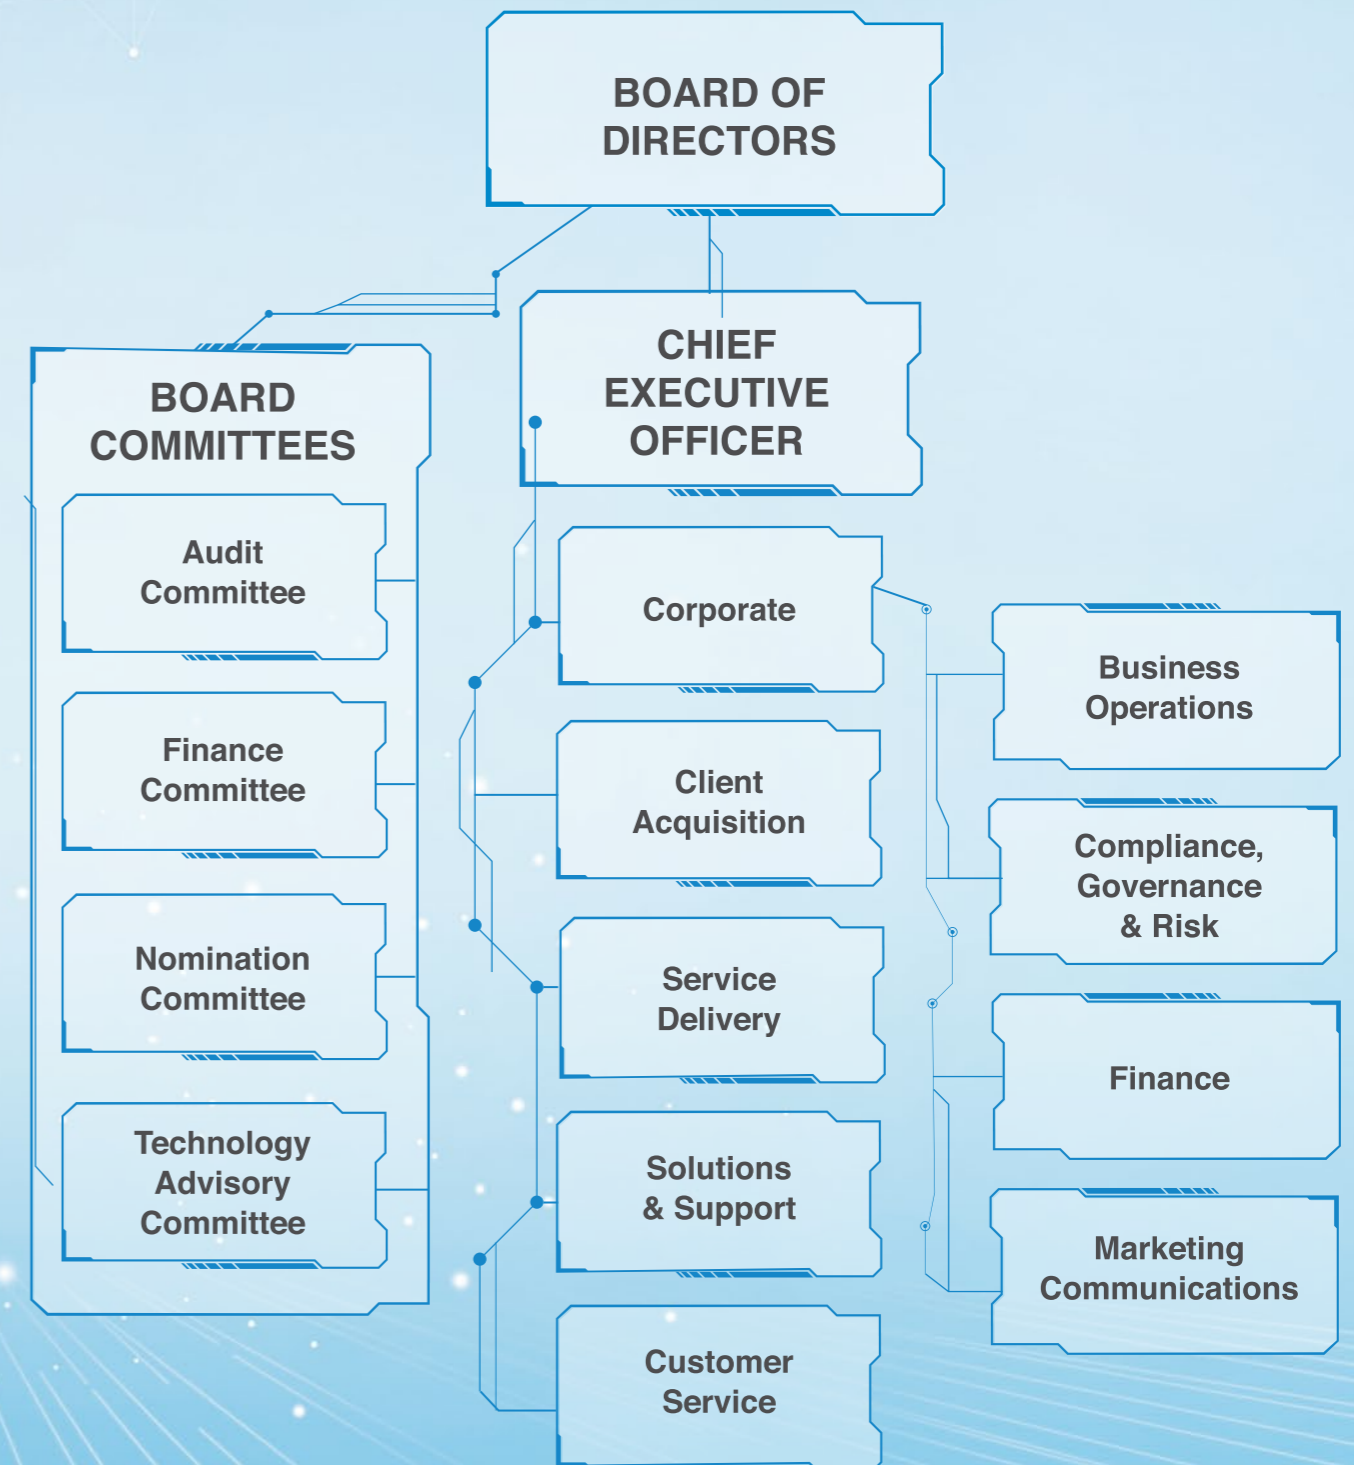 BOARD OF
DIRECTORS
CHIEF
EXECUTIVE
OFFICER
BOARD
COMMITTEES
Audit
Committee
Finance
Committee
Nomination
Committee
Technology
Advisory
Committee
Corporate
Client
Acquisition
Service
Delivery
Solutions
& Support
Customer
Service
Business
Operations
Compliance,
Governance
& Risk
Finance
Marketing
Communications